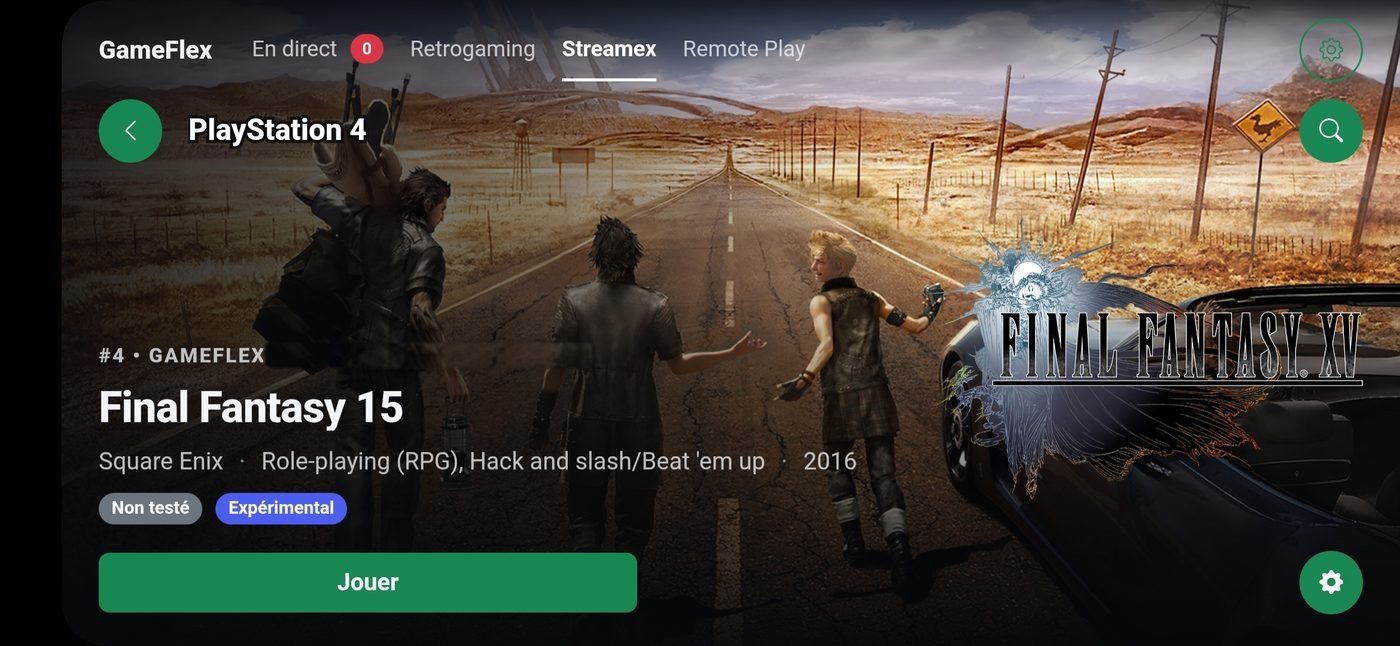 GameFlex En direct 0 Retrogaming Streamex Remote Play
PlayStation 4
#4 • GAMEFLEX
Final Fantasy 15
FINAL FANTASY® XV
Square Enix · Role-playing (RPG), Hack and slash/Beat 'em up · 2016
Non testé Expérimental
Jouer